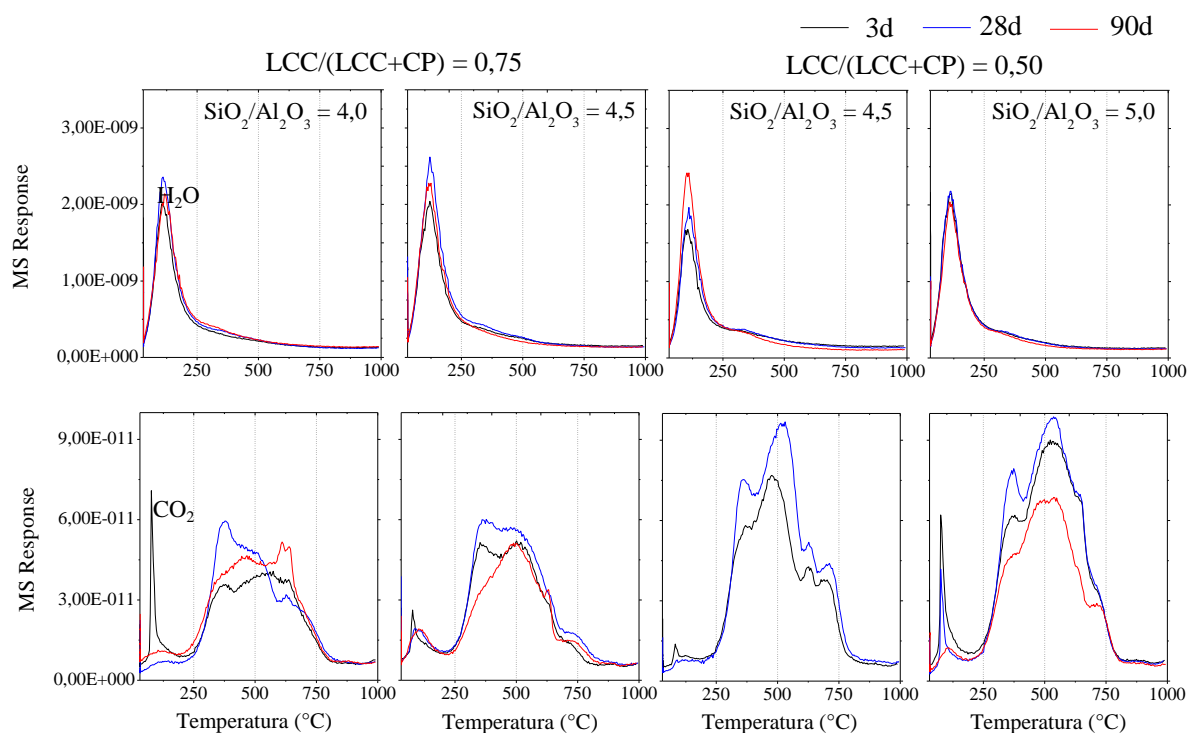 3d 28d 90d
LCC/(LCC+CP) = 0,75 LCC/(LCC+CP) = 0,50
SiO₂/Al₂O₃ = 4,0 SiO₂/Al₂O₃ = 4,5 SiO₂/Al₂O₃ = 4,5 SiO₂/Al₂O₃ = 5,0
3,00E-009
H₂O
2,00E-009
MS Response
1,00E-009
0,00E+000
250 500 750 1000 250 500 750 1000 250 500 750 1000 250 500 750 1000
9,00E-011
CO₂
6,00E-011
MS Response
3,00E-011
0,00E+000
250 500 750 1000 250 500 750 1000 250 500 750 1000 250 500 750 1000
Temperatura (°C) Temperatura (°C) Temperatura (°C) Temperatura (°C)